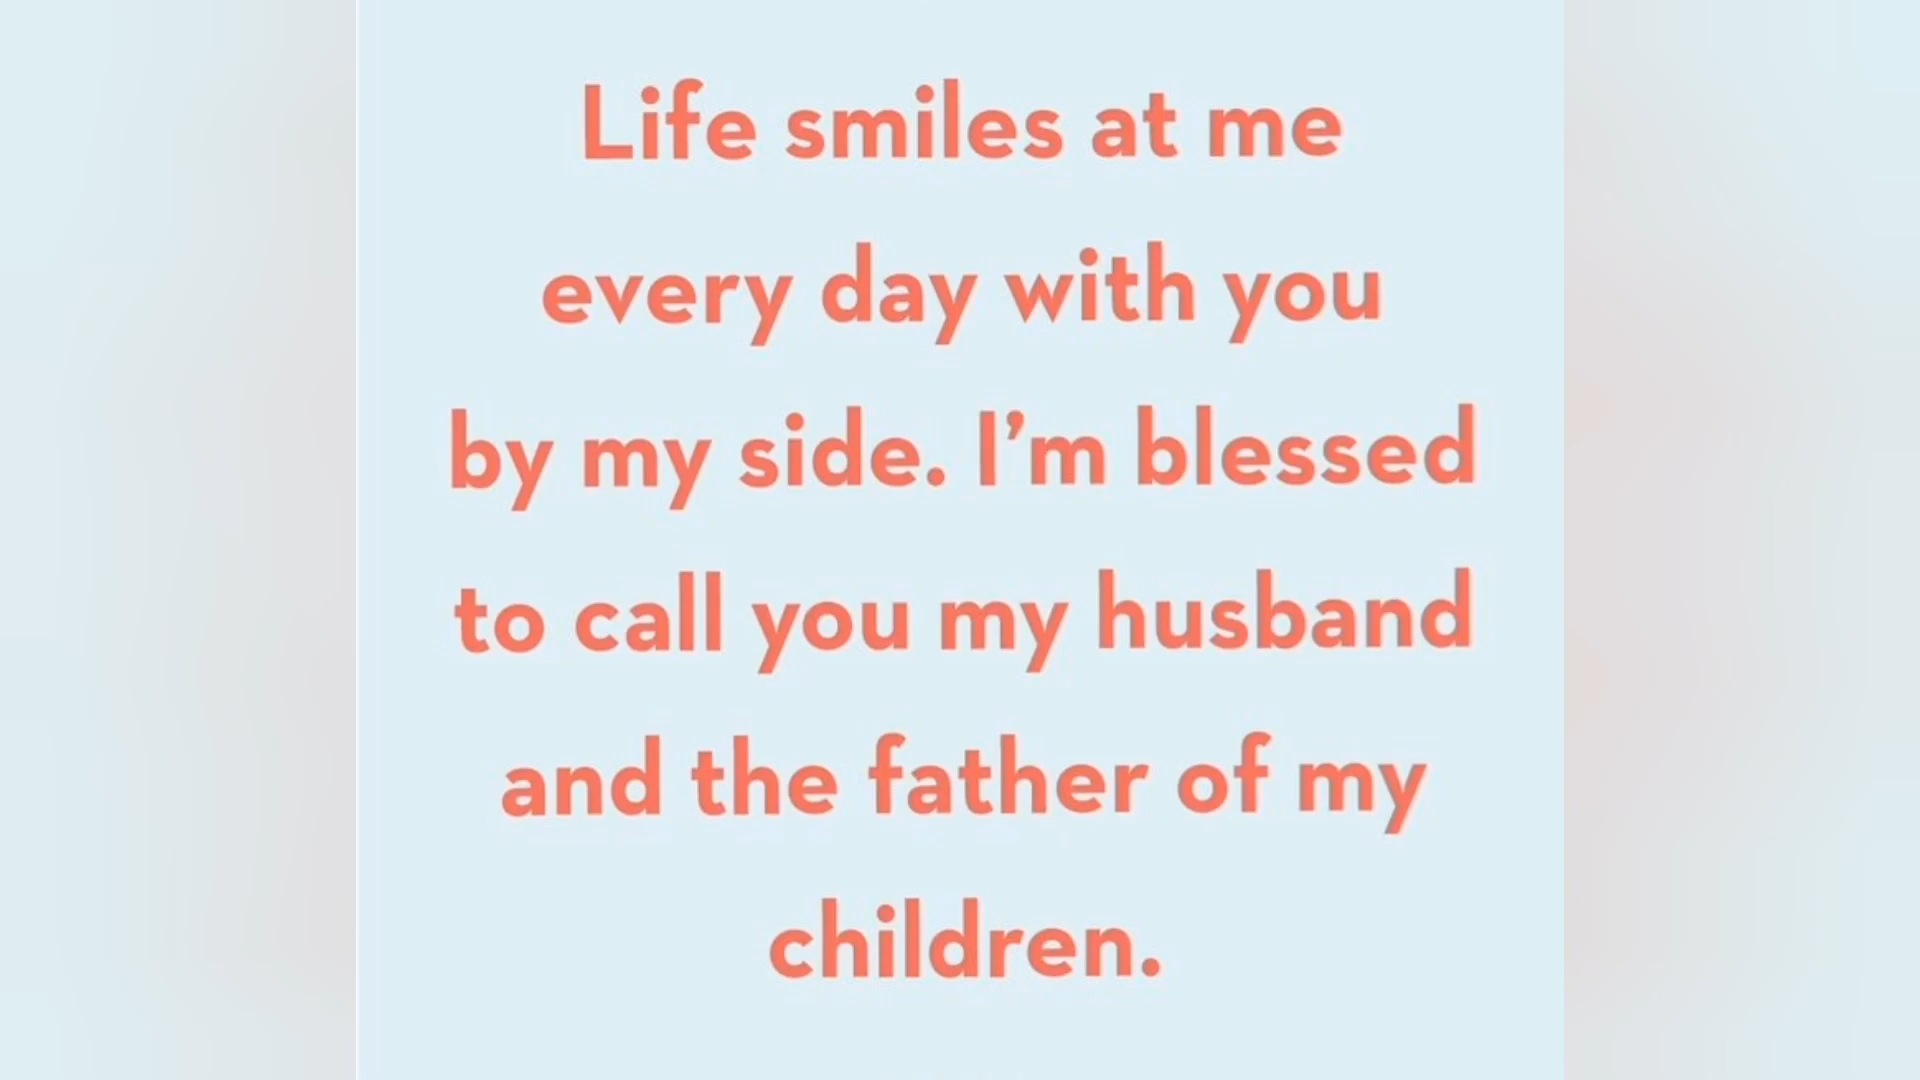 Life smiles at me
every day with you
by my side. I’m blessed
to call you my husband
and the father of my
children.